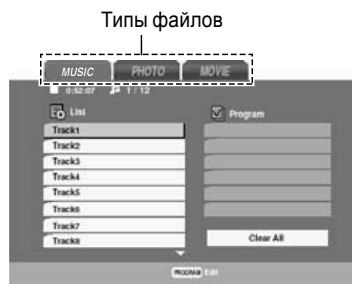 Типы файлов
MUSIC PHOTO MOVIE
0:52:07 1 / 12
List Program
Track1
Track2
Track3
Track4
Track5
Track6
Track7
Track8 Clear All
PROGRAM Edit